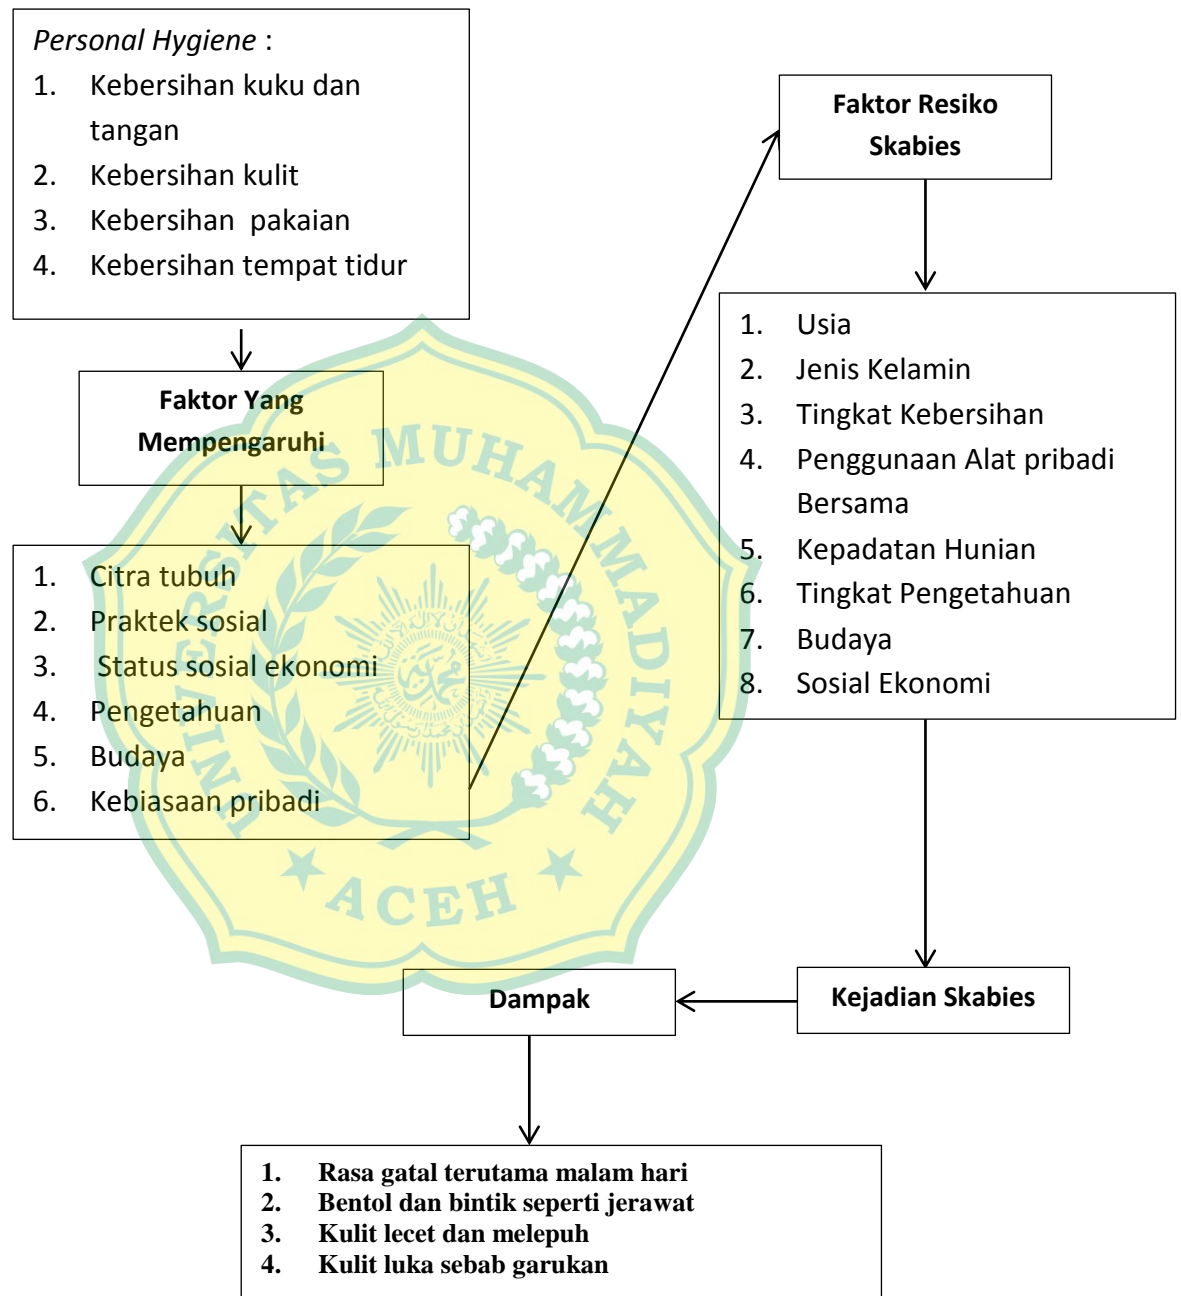 Personal Hygiene :
1. Kebersihan kuku dan
tangan
2. Kebersihan kulit
3. Kebersihan pakaian
4. Kebersihan tempat tidur
Faktor Yang
Mempengaruhi
1. Citra tubuh
2. Praktek sosial
3. Status sosial ekonomi
4. Pengetahuan
5. Budaya
6. Kebiasaan pribadi
Faktor Resiko
Skabies
1. Usia
2. Jenis Kelamin
3. Tingkat Kebersihan
4. Penggunaan Alat pribadi
Bersama
5. Kepadatan Hunian
6. Tingkat Pengetahuan
7. Budaya
8. Sosial Ekonomi
Kejadian Skabies
Dampak
1. Rasa gatal terutama malam hari
2. Bentol dan bintik seperti jerawat
3. Kulit lecet dan melepuh
4. Kulit luka sebab garukan
UNIVERSITAS MUHAMMADIYAH
ACEH